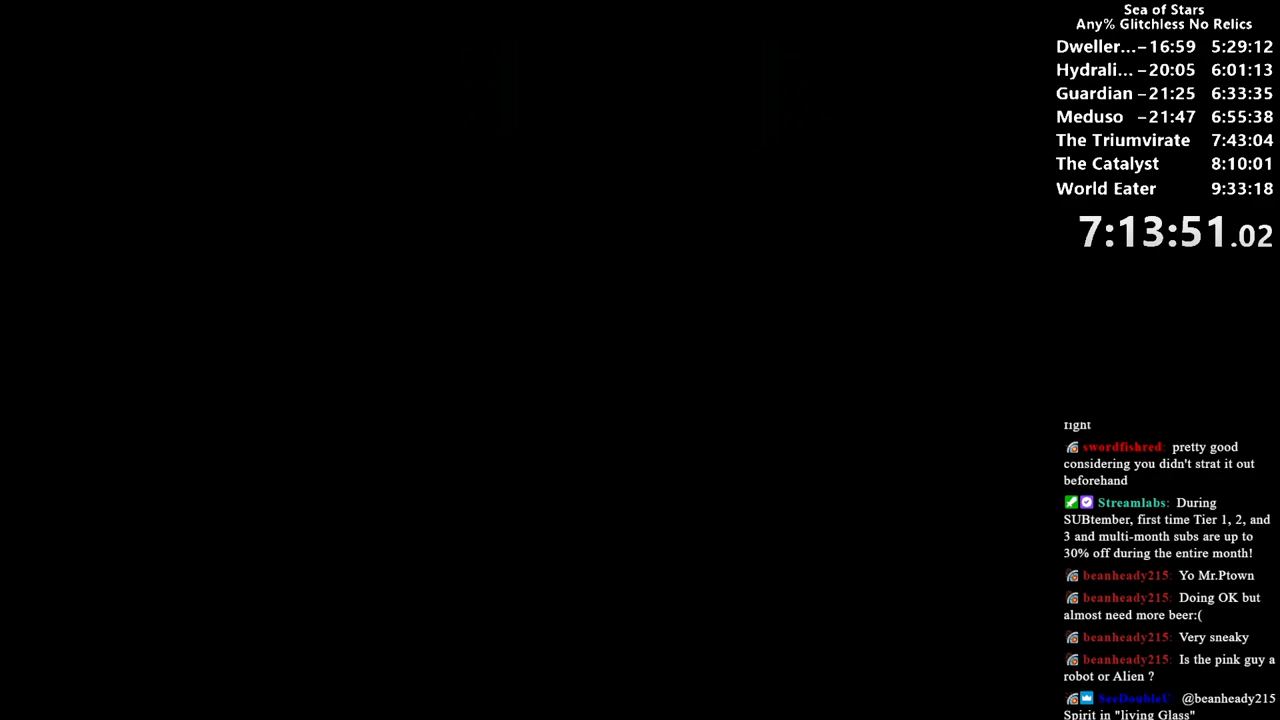 Sea of Stars
Any% Glitchless No Relics
Dweller... -16:59 5:29:12
Hydrali... -20:05 6:01:13
Guardian -21:25 6:33:35
Meduso -21:47 6:55:38
The Triumvirate 7:43:04
The Catalyst 8:10:01
World Eater 9:33:18
7:13:51.02
fight
swordfishred: pretty good
considering you didn't strat it out
beforehand
Streamlabs: During
SUBtember, first time Tier 1, 2, and
3 and multi-month subs are up to
30% off during the entire month!
beanheady215: Yo Mr.Ptown
beanheady215: Doing OK but
almost need more beer:(
beanheady215: Very sneaky
beanheady215: Is the pink guy a
robot or Alien ?
SeeDoubleU: @beanheady215
Spirit in "living Glass"